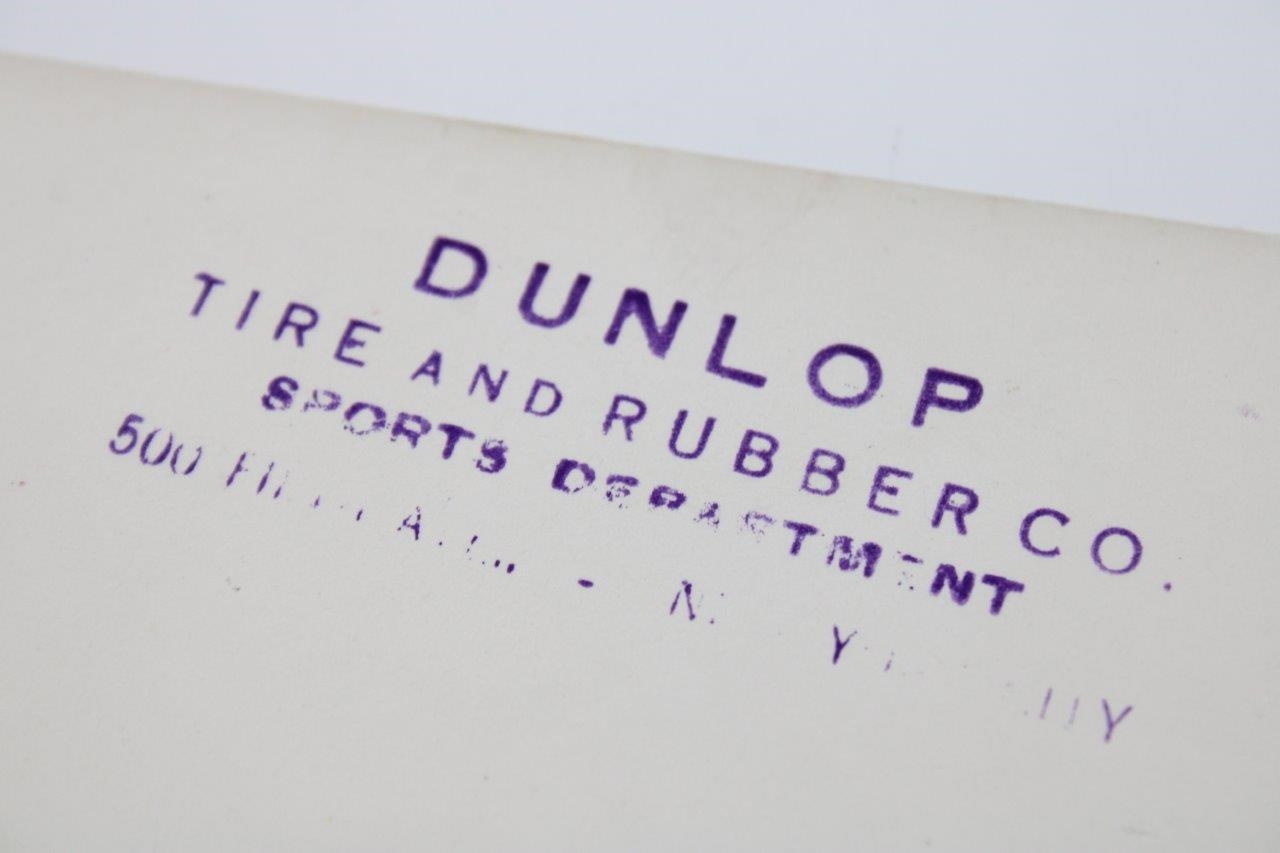 DUNLOP
TIRE AND RUBBER CO.
SPORTS DEPARTMENT
500 -